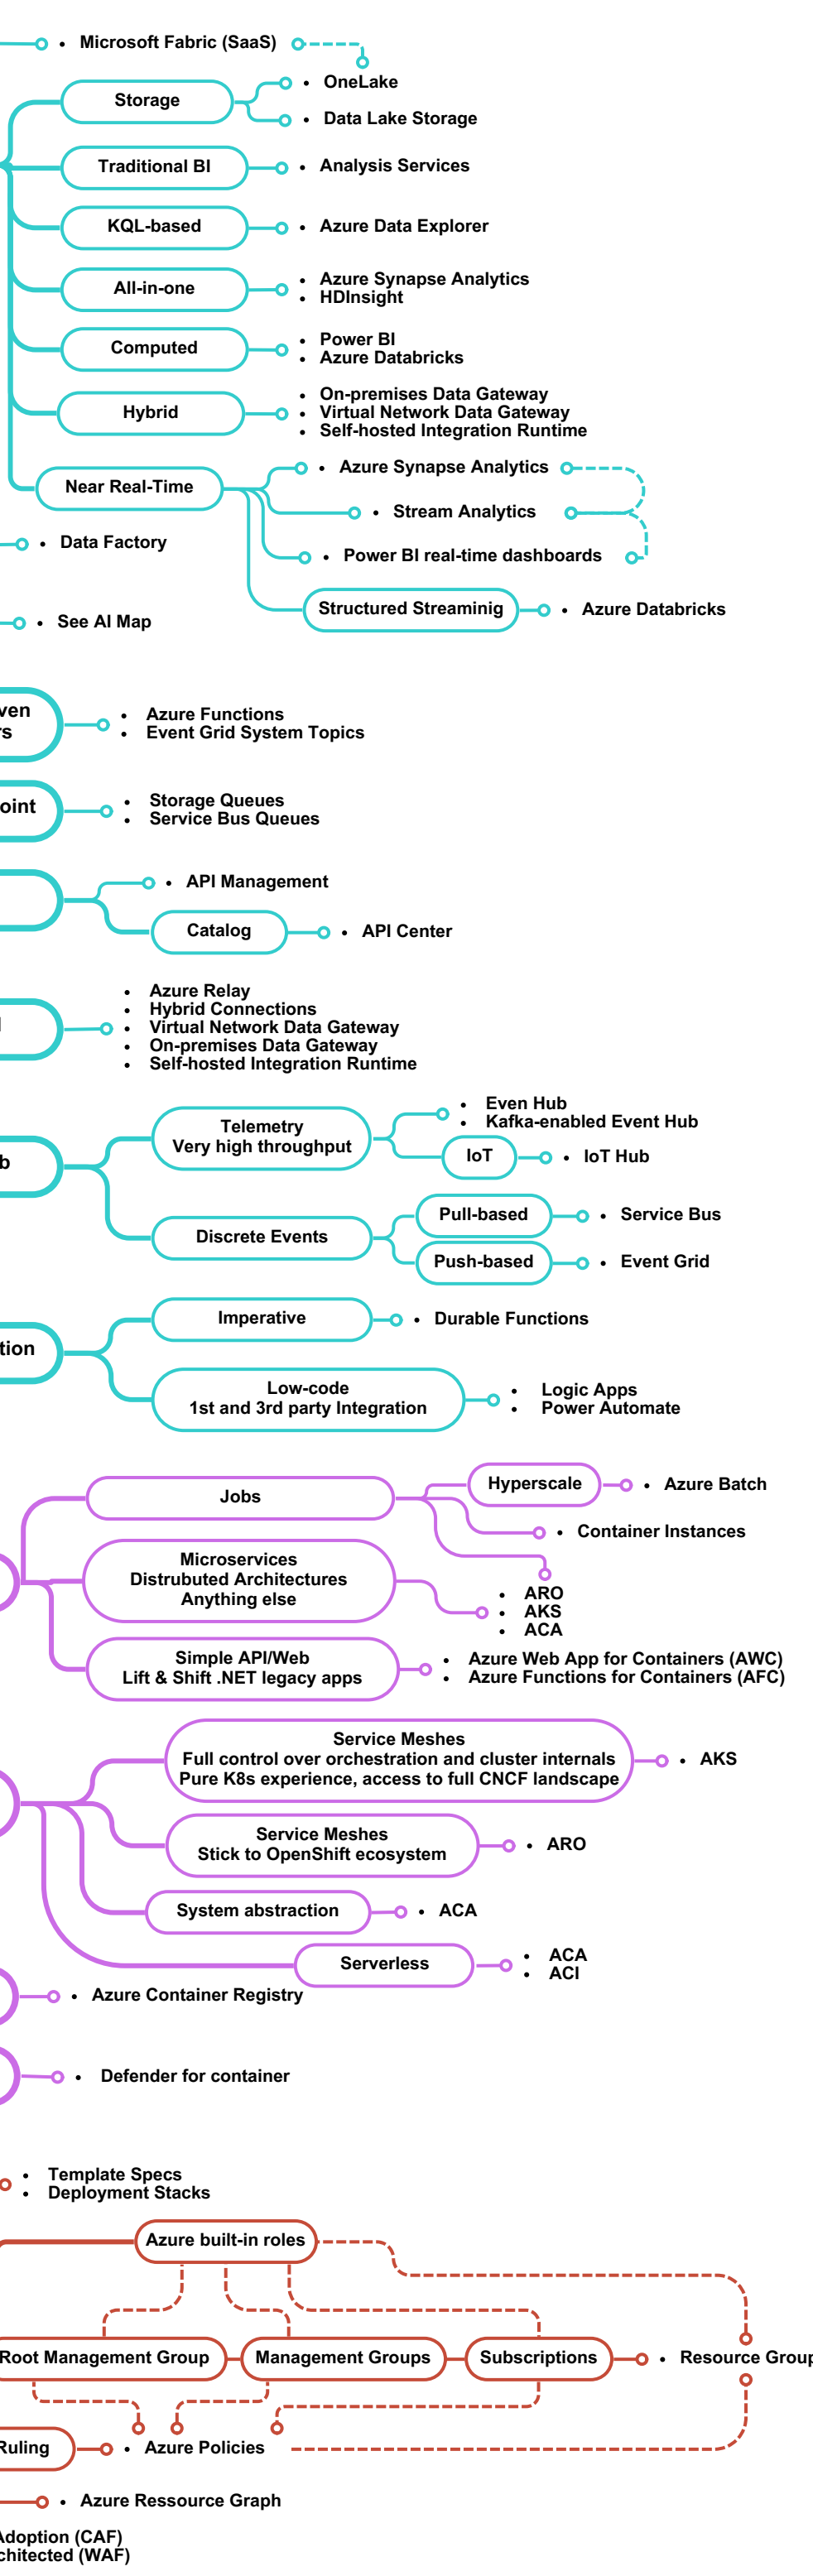 • Microsoft Fabric (SaaS)
• OneLake
Storage
• Data Lake Storage
Traditional BI
• Analysis Services
KQL-based
• Azure Data Explorer
All-in-one
• Azure Synapse Analytics
• HDInsight
Computed
• Power BI
• Azure Databricks
Hybrid
• On-premises Data Gateway
• Virtual Network Data Gateway
• Self-hosted Integration Runtime
Near Real-Time
• Azure Synapse Analytics
• Stream Analytics
• Power BI real-time dashboards
Structured Streaminig
• Azure Databricks
• Data Factory
• See AI Map
ven
rs
• Azure Functions
• Event Grid System Topics
oint
• Storage Queues
• Service Bus Queues
• API Management
Catalog
• API Center
• Azure Relay
• Hybrid Connections
• Virtual Network Data Gateway
• On-premises Data Gateway
• Self-hosted Integration Runtime
b
Telemetry
Very high throughput
• Even Hub
• Kafka-enabled Event Hub
IoT
• IoT Hub
Discrete Events
Pull-based
• Service Bus
Push-based
• Event Grid
tion
Imperative
• Durable Functions
Low-code
1st and 3rd party Integration
• Logic Apps
• Power Automate
Jobs
Hyperscale
• Azure Batch
• Container Instances
Microservices
Distrubuted Architectures
Anything else
• ARO
• AKS
• ACA
Simple API/Web
Lift & Shift .NET legacy apps
• Azure Web App for Containers (AWC)
• Azure Functions for Containers (AFC)
Service Meshes
Full control over orchestration and cluster internals
Pure K8s experience, access to full CNCF landscape
• AKS
Service Meshes
Stick to OpenShift ecosystem
• ARO
System abstraction
• ACA
Serverless
• ACA
• ACI
• Azure Container Registry
• Defender for container
• Template Specs
• Deployment Stacks
Azure built-in roles
Root Management Group
Management Groups
Subscriptions
• Resource Group
Ruling
• Azure Policies
• Azure Ressource Graph
Adoption (CAF)
chitected (WAF)